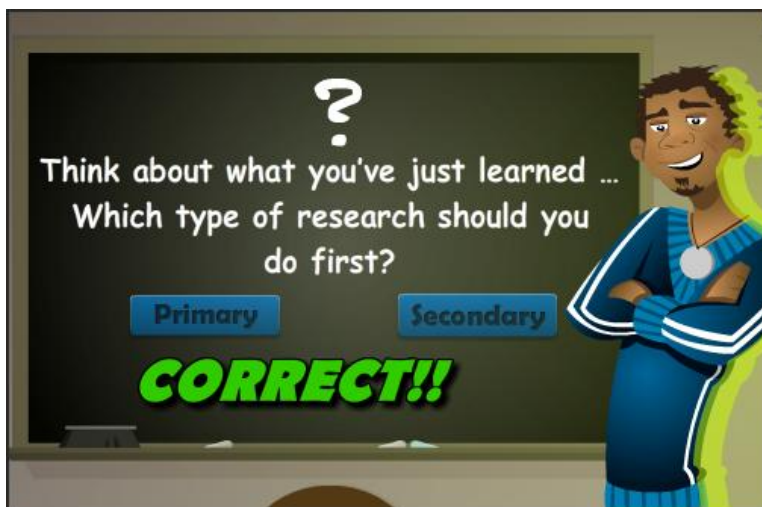 ?
Think about what you've just learned ...
Which type of research should you
do first?
Primary
Secondary
CORRECT!!